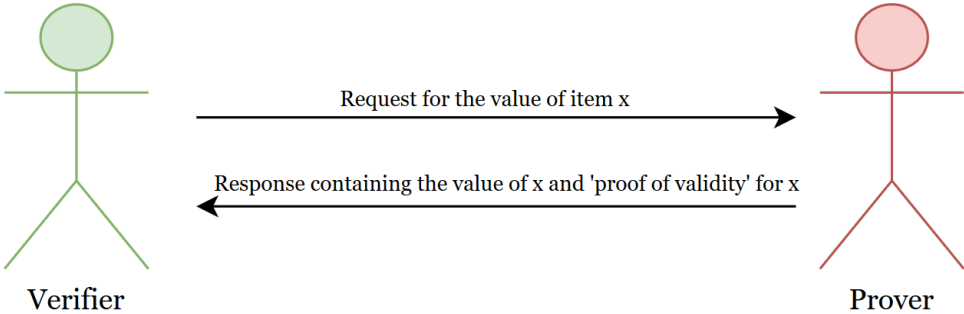 Request for the value of item x
Response containing the value of x and 'proof of validity' for x
Verifier
Prover